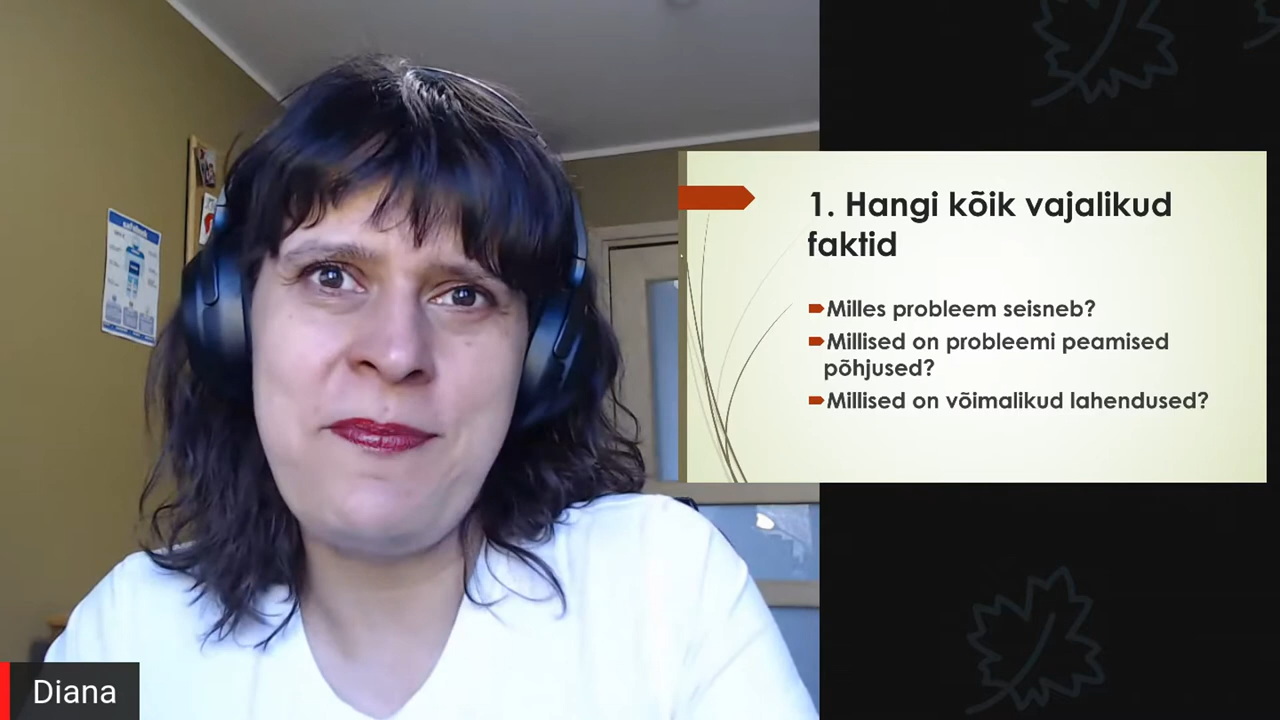 1. Hangi kõik vajalikud
faktid
Milles probleem seisneb?
Millised on probleemi peamised
põhjused?
Millised on võimalikud lahendused?
Diana